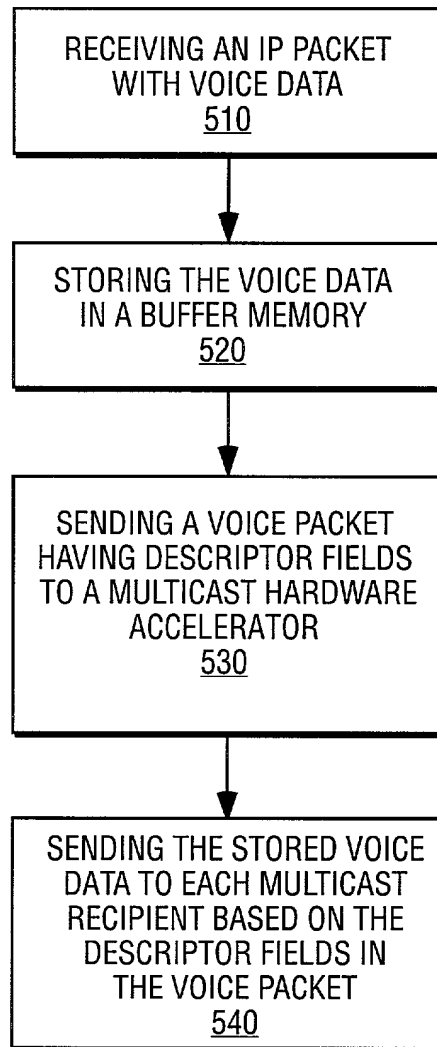 RECEIVING AN IP PACKET
WITH VOICE DATA
510
STORING THE VOICE DATA
IN A BUFFER MEMORY
520
SENDING A VOICE PACKET
HAVING DESCRIPTOR FIELDS
TO A MULTICAST HARDWARE
ACCELERATOR
530
SENDING THE STORED VOICE
DATA TO EACH MULTICAST
RECIPIENT BASED ON THE
DESCRIPTOR FIELDS IN
THE VOICE PACKET
540